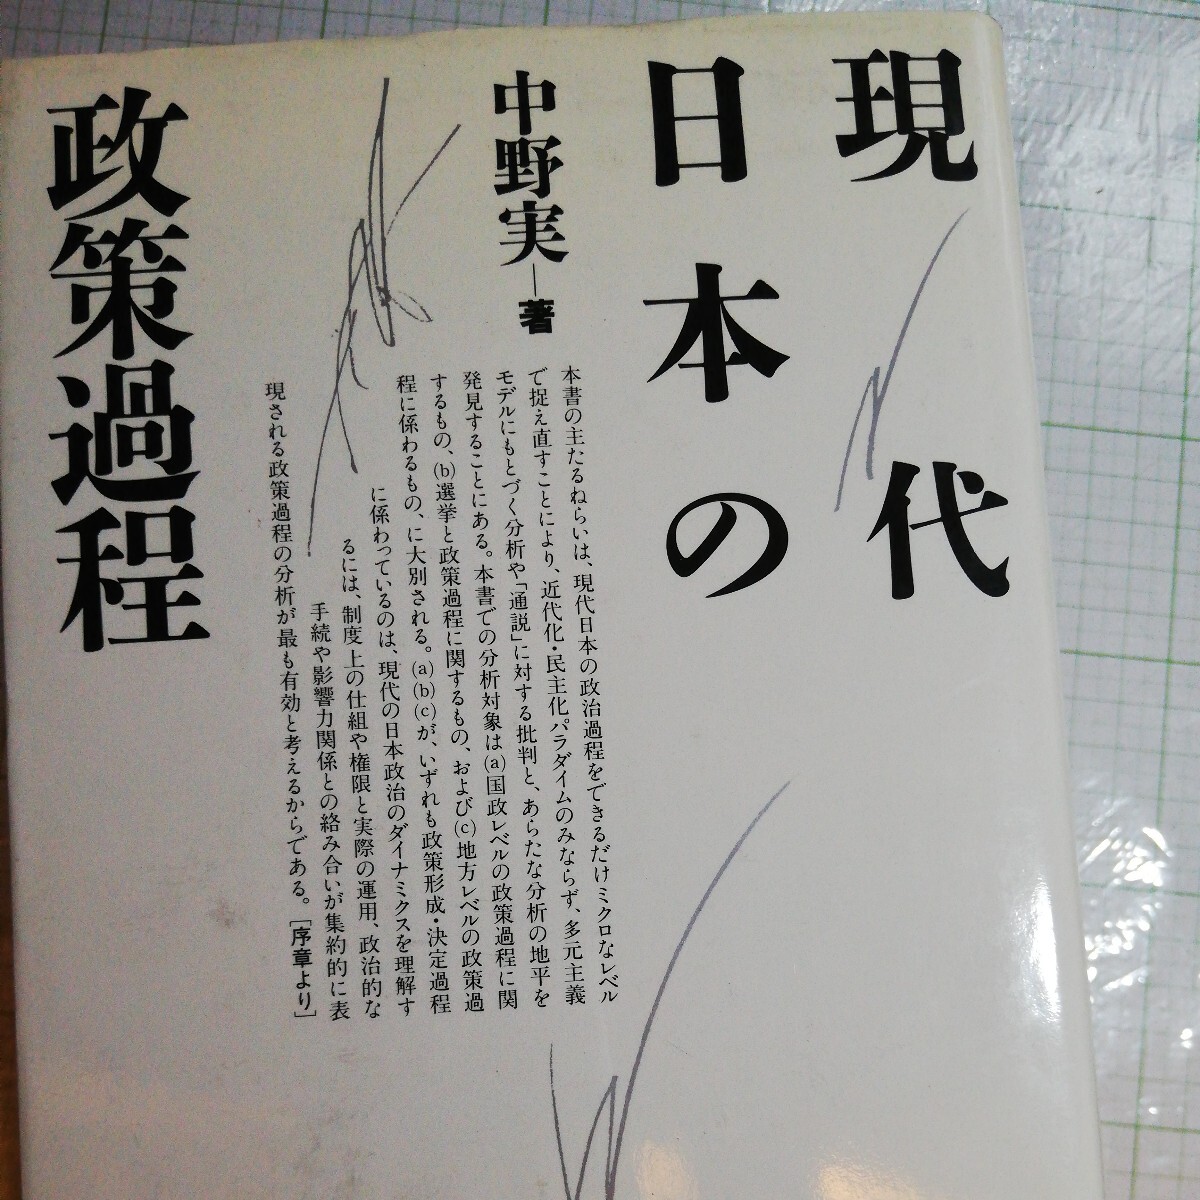 現代
日本の
中野実—著
政策過程
本書の主たるねらいは、現代日本の政治過程をできるだけミクロなレベル
で捉え直すことにより、近代化・民主化パラダイムのみならず、多元主義
モデルにもとづく分析や「通説」に対する批判と、あらたな分析の地平を
発見することにある。本書での分析対象は(a)国政レベルの政策過程に関
するもの、(b)選挙と政策過程に関するもの、および(c)地方レベルの政策過
程に係わるもの、に大別される。(a)(b)(c)が、いずれも政策形成・決定過程
に係わっているのは、現代の日本政治のダイナミクスを理解す
るには、制度上の仕組や権限と実際の運用、政治的な
手続や影響力関係との絡み合いが集約的に表
現される政策過程の分析が最も有効と考えるからである。[序章より]